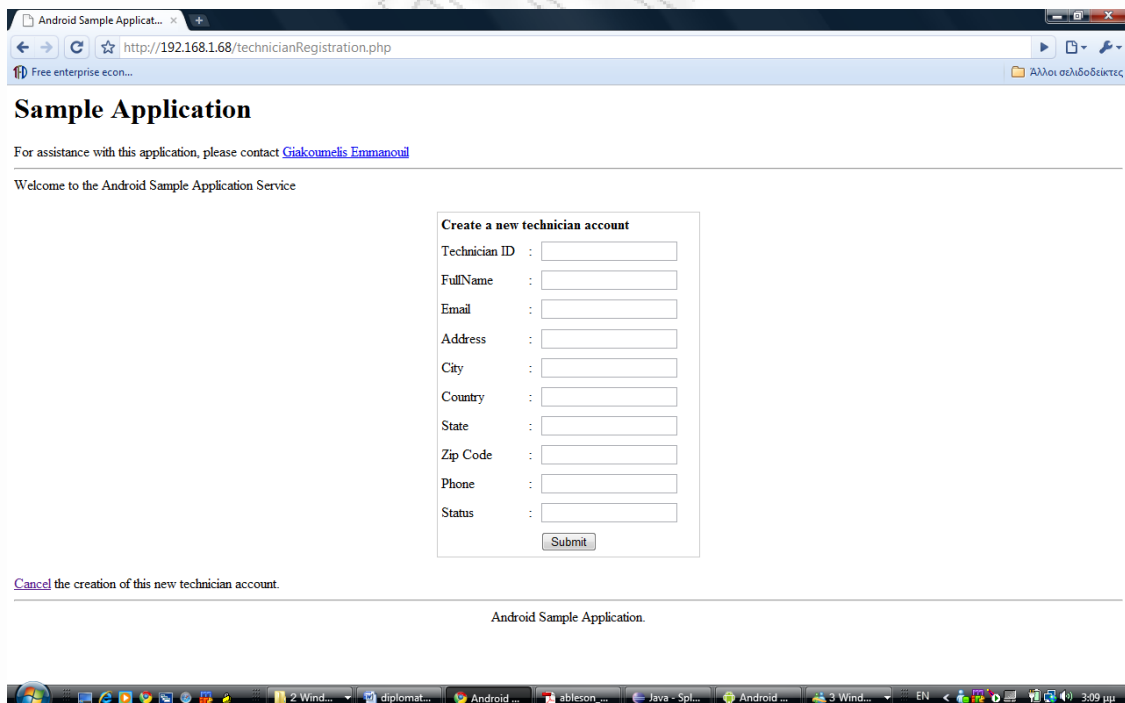 Android Sample Applicat...
http://192.168.1.68/technicianRegistration.php
Free enterprise econ...
Άλλοι σελιδοδείκτες
Sample Application
For assistance with this application, please contact Giakoumelis Emmanouil
Welcome to the Android Sample Application Service
Create a new technician account
Technician ID :
FullName :
Email :
Address :
City :
Country :
State :
Zip Code :
Phone :
Status :
Submit
Cancel the creation of this new technician account.
Android Sample Application.
2 Wind... diplomat... Android ... ableson_... Java - Spl... Android ... 3 Wind... EN 3:09 μμ